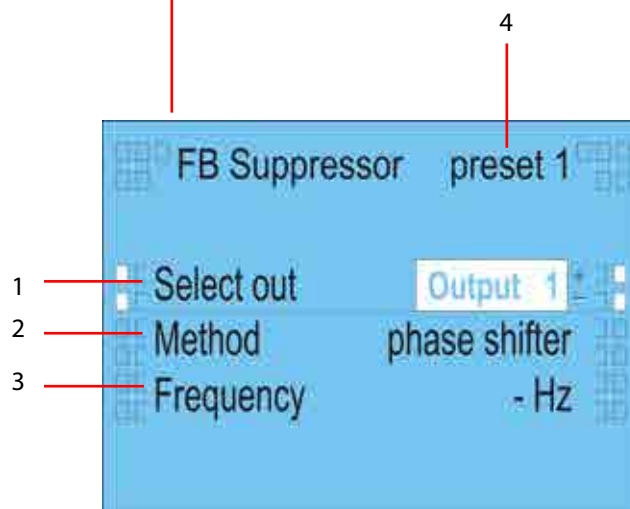 4
FB Suppressor preset 1
1 Select out Output 1 + -
2 Method phase shifter
3 Frequency - Hz